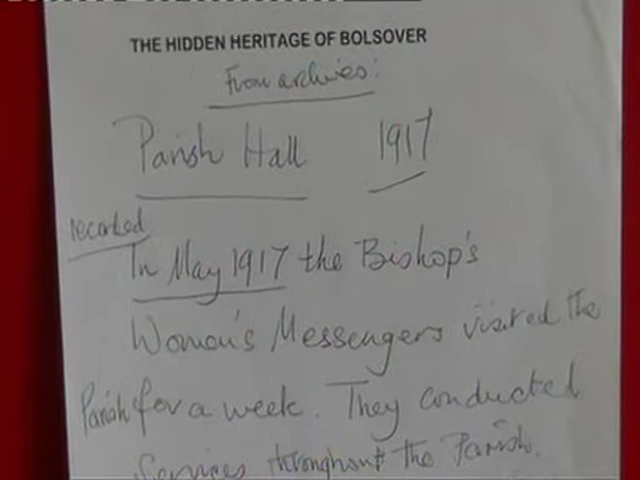 THE HIDDEN HERITAGE OF BOLSOVER
From archives:
Parish Hall 1917
recorded
In May 1917 the Bishop's
Women's Messengers visited the
Parish for a week. They conducted
Services throughout the Parish.